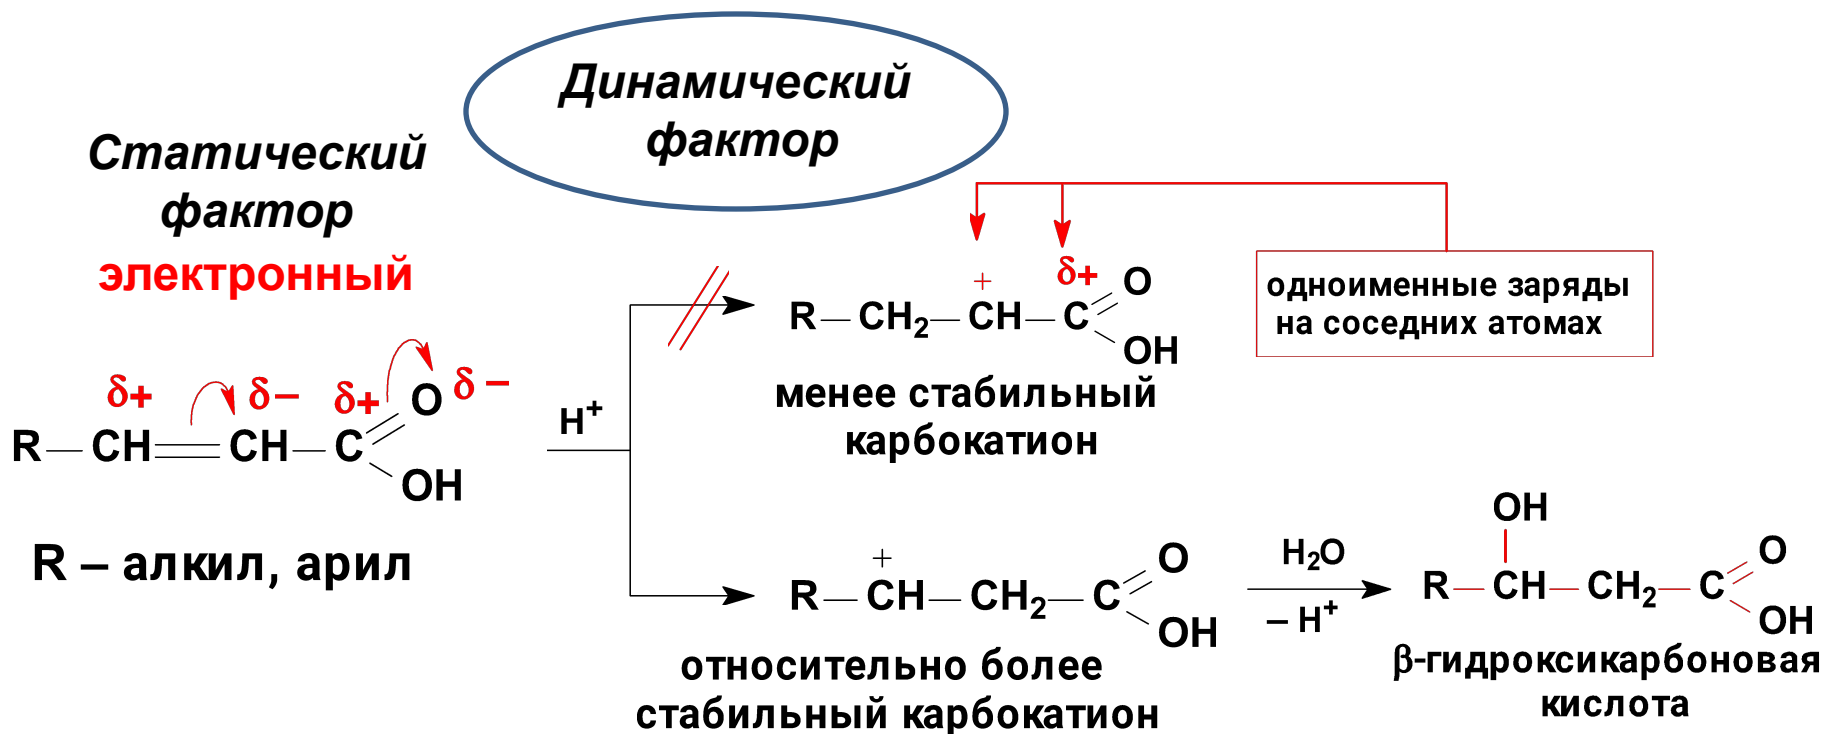 Динамический
фактор
Статический
фактор
электронный
δ+ δ− δ+ δ−
R—CH=CH—C
O
OH
R – алкил, арил
H⁺
+ δ+
R—CH₂—CH—C
O
OH
менее стабильный
карбокатион
одноименные заряды
на соседних атомах
+
R—CH—CH₂—C
O
OH
относительно более
стабильный карбокатион
H₂O
– H⁺
OH
R—CH—CH₂—C
O
OH
β-гидроксикарбоновая
кислота